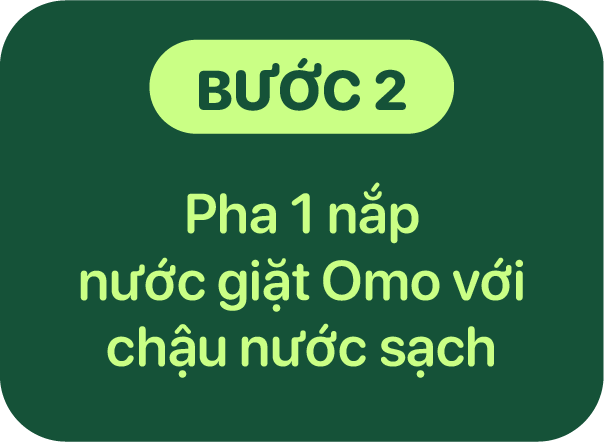 BƯỚC 2
Pha 1 nắp
nước giặt Omo với
chậu nước sạch